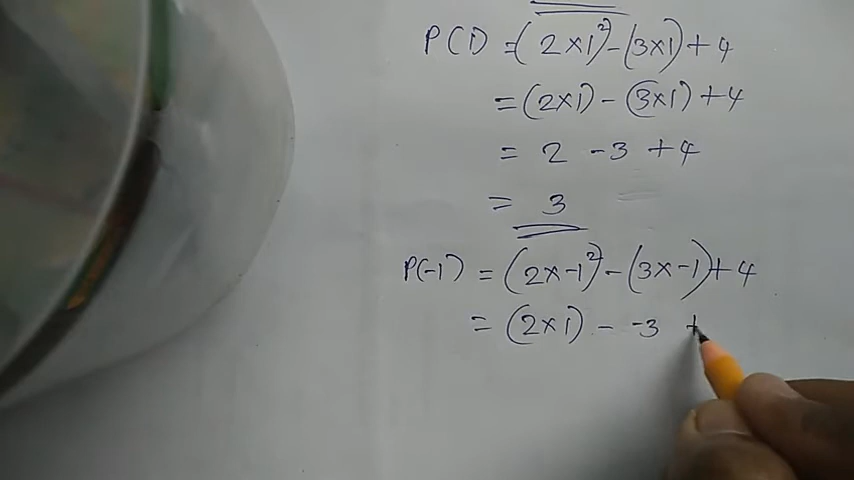 P(1) = (2×1² - (3×1) + 4
= (2×1) - (3×1) + 4
= 2 - 3 + 4
= 3
P(-1) = (2×-1²) - (3×-1) + 4
= (2×1) - -3 +